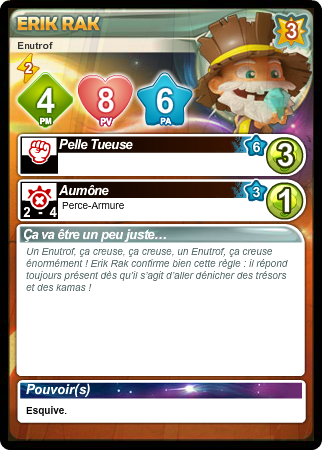 ERIK RAK
3
Enutrof
2
4
PM
8
PV
6
PA
Pelle Tueuse
6
3
Aumône
Perce-Armure
2 - 4
3
1
Ça va être un peu juste...
Un Enutrof, ça creuse, ça creuse, un Enutrof, ça creuse
énormément ! Erik Rak confirme bien cette règle : il répond
toujours présent dès qu'il s'agit d'aller dénicher des trésors
et des kamas !
Pouvoir(s)
Esquive.